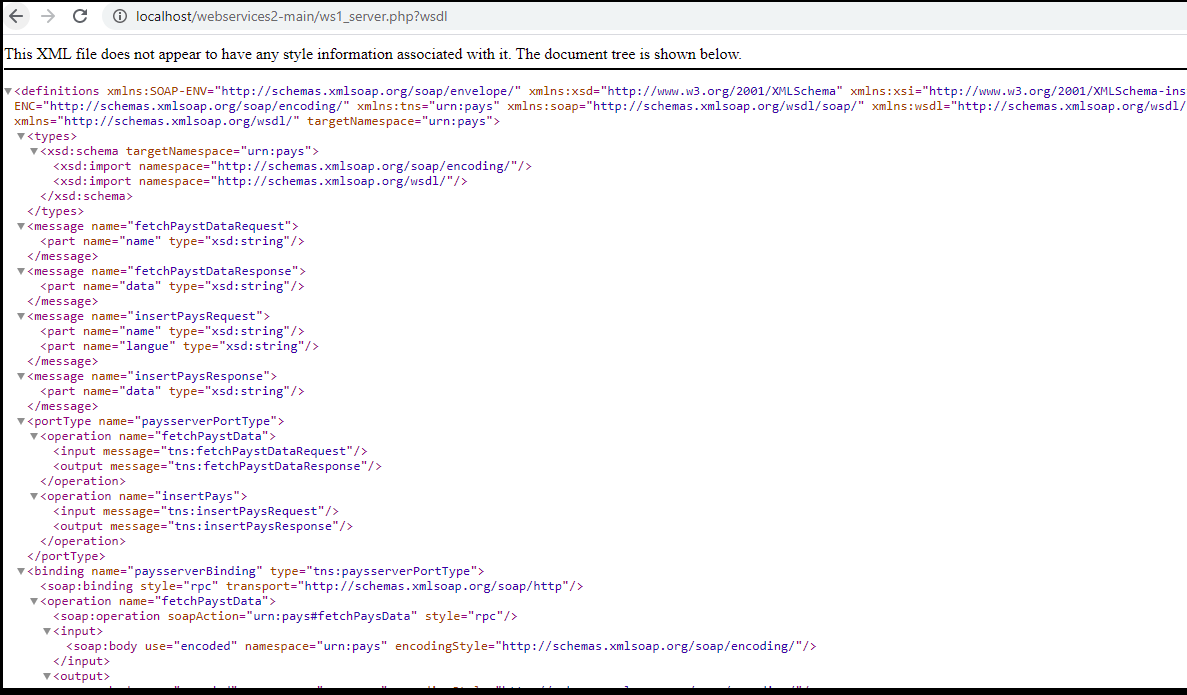 localhost/webservices2-main/ws1_server.php?wsdl
This XML file does not appear to have any style information associated with it. The document tree is shown below.
▼<definitions xmlns:SOAP-ENV="http://schemas.xmlsoap.org/soap/envelope/" xmlns:xsd="http://www.w3.org/2001/XMLSchema" xmlns:xsi="http://www.w3.org/2001/XMLSchema-ins
ENC="http://schemas.xmlsoap.org/soap/encoding/" xmlns:tns="urn:pays" xmlns:soap="http://schemas.xmlsoap.org/wsdl/soap/" xmlns:wsdl="http://schemas.xmlsoap.org/wsdl/
xmlns="http://schemas.xmlsoap.org/wsdl/" targetNamespace="urn:pays">
▼<types>
▼<xsd:schema targetNamespace="urn:pays">
<xsd:import namespace="http://schemas.xmlsoap.org/soap/encoding/"/>
<xsd:import namespace="http://schemas.xmlsoap.org/wsdl/"/>
</xsd:schema>
</types>
▼<message name="fetchPaystDataRequest">
<part name="name" type="xsd:string"/>
</message>
▼<message name="fetchPaystDataResponse">
<part name="data" type="xsd:string"/>
</message>
▼<message name="insertPaysRequest">
<part name="name" type="xsd:string"/>
<part name="langue" type="xsd:string"/>
</message>
▼<message name="insertPaysResponse">
<part name="data" type="xsd:string"/>
</message>
▼<portType name="paysserverPortType">
▼<operation name="fetchPaystData">
<input message="tns:fetchPaystDataRequest"/>
<output message="tns:fetchPaystDataResponse"/>
</operation>
▼<operation name="insertPays">
<input message="tns:insertPaysRequest"/>
<output message="tns:insertPaysResponse"/>
</operation>
</portType>
▼<binding name="paysserverBinding" type="tns:paysserverPortType">
<soap:binding style="rpc" transport="http://schemas.xmlsoap.org/soap/http"/>
▼<operation name="fetchPaystData">
<soap:operation soapAction="urn:pays#fetchPaysData" style="rpc"/>
▼<input>
<soap:body use="encoded" namespace="urn:pays" encodingStyle="http://schemas.xmlsoap.org/soap/encoding/"/>
</input>
▼<output>